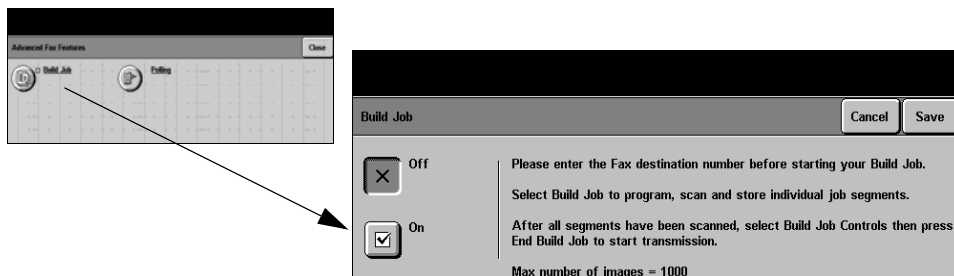 Advanced Fax Features
Close
Build Job
Polling
Build Job
Cancel
Save
Off
Please enter the Fax destination number before starting your Build Job.
Select Build Job to program, scan and store individual job segments.
On
After all segments have been scanned, select Build Job Controls then press
End Build Job to start transmission.
Max number of images = 1000